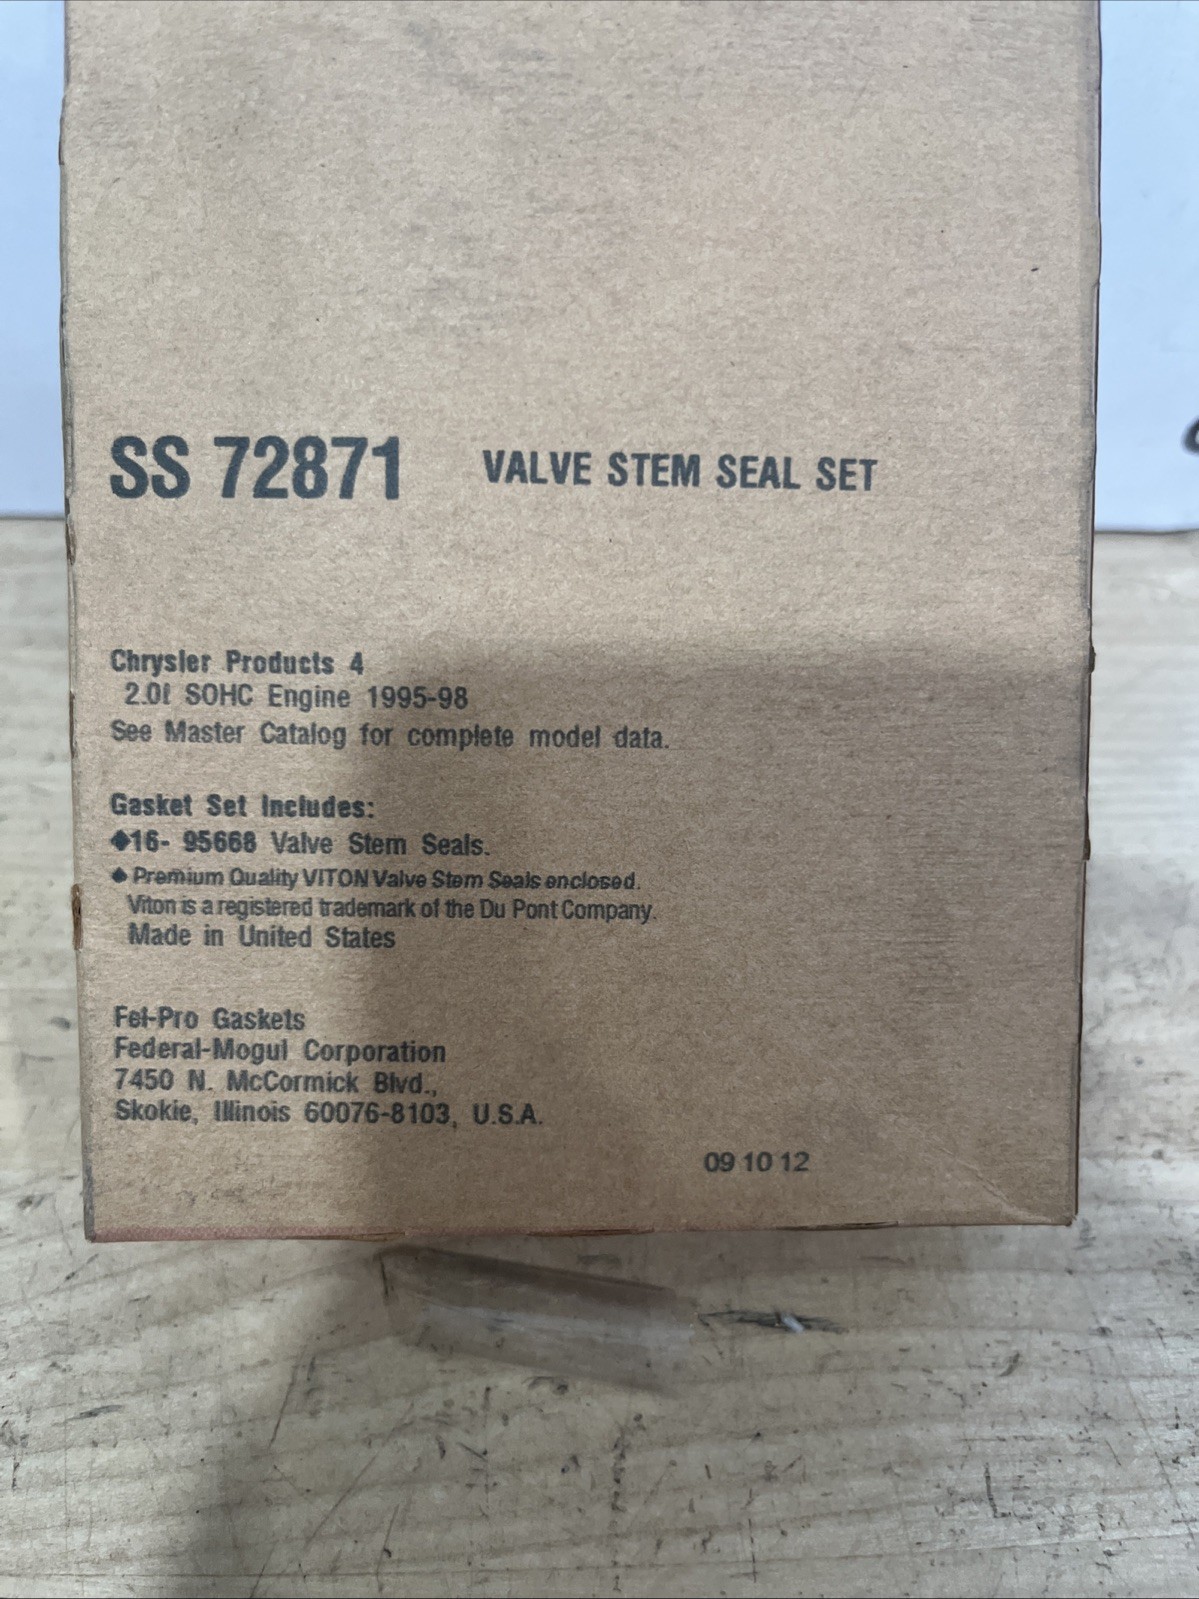 SS 72871 VALVE STEM SEAL SET
Chrysler Products 4
2.0l SOHC Engine 1995-98
See Master Catalog for complete model data.
Gasket Set Includes:
◆16- 95668 Valve Stem Seals.
◆ Premium Quality VITON Valve Stem Seals enclosed.
Viton is a registered trademark of the Du Pont Company.
Made in United States
Fel-Pro Gaskets
Federal-Mogul Corporation
7450 N. McCormick Blvd.,
Skokie, Illinois 60076-8103, U.S.A.
09 10 12